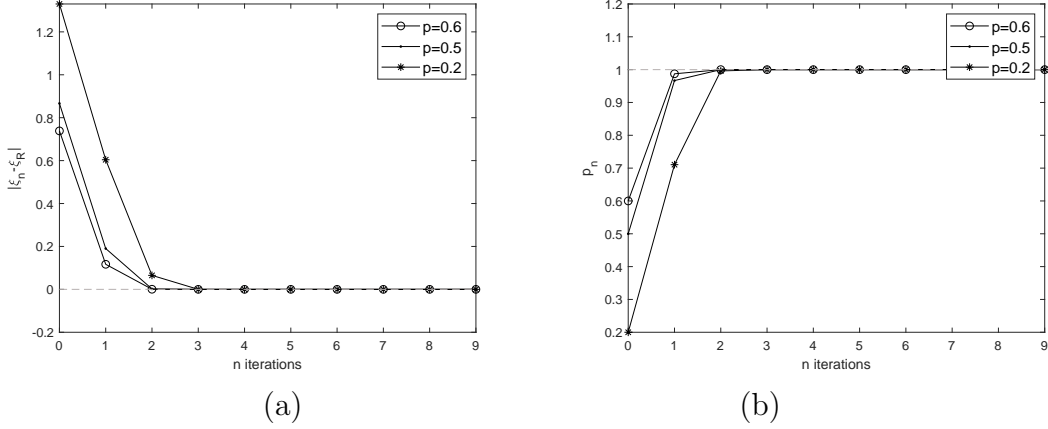 1.2
1
0.8
0.6
0.4
0.2
0
-0.2
|ξn-ξR|
0 1 2 3 4 5 6 7 8 9
n iterations
p=0.6
p=0.5
p=0.2
(a)
1.2
1.1
1
0.9
0.8
0.7
0.6
0.5
0.4
0.3
0.2
pn
0 1 2 3 4 5 6 7 8 9
n iterations
p=0.6
p=0.5
p=0.2
(b)